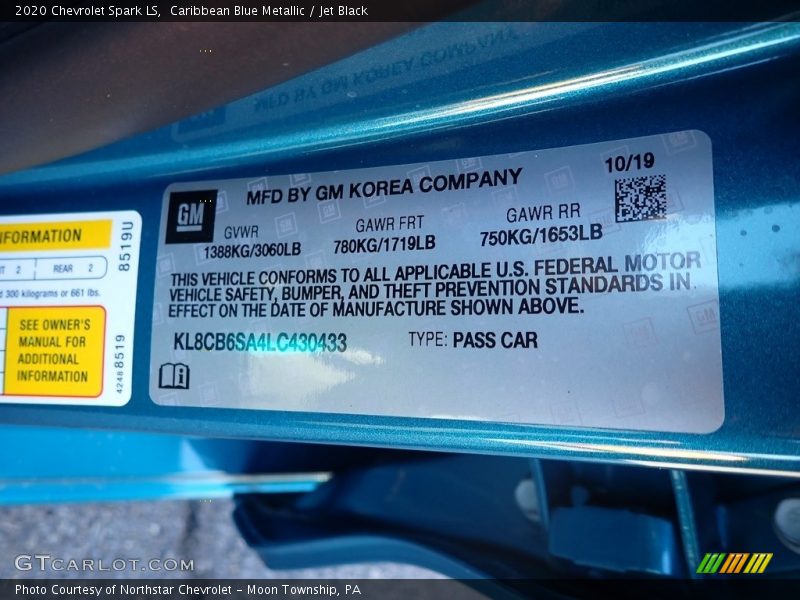 2020 Chevrolet Spark LS,  Caribbean Blue Metallic / Jet Black
MFD BY GM KOREA COMPANY
10/19
GM
GVWR
1388KG/3060LB
GAWR FRT
780KG/1719LB
GAWR RR
750KG/1653LB
THIS VEHICLE CONFORMS TO ALL APPLICABLE U.S. FEDERAL MOTOR
VEHICLE SAFETY, BUMPER, AND THEFT PREVENTION STANDARDS IN
EFFECT ON THE DATE OF MANUFACTURE SHOWN ABOVE.
KL8CB6SA4LC430433
TYPE: PASS CAR
2
REAR 2
300 kilograms or 661 lbs.
SEE OWNER'S
MANUAL FOR
ADDITIONAL
INFORMATION
8519U
42488519
GTCARLOT.COM
Photo Courtesy of Northstar Chevrolet - Moon Township, PA